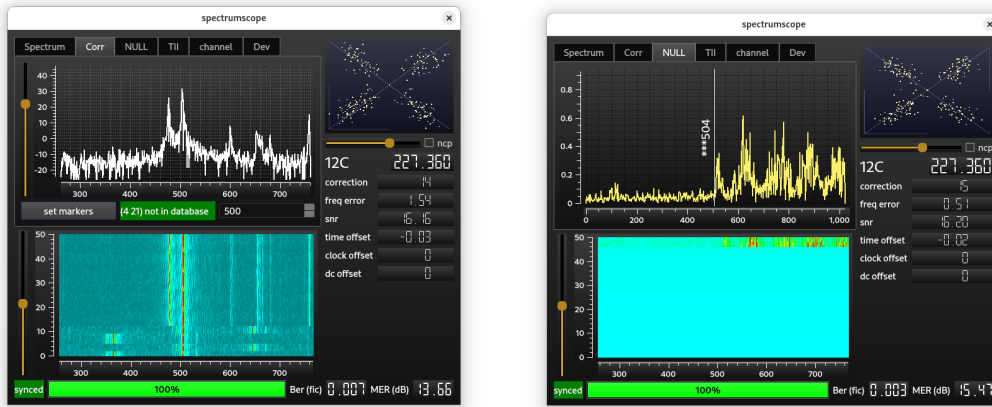 spectrumscope
Spectrum Corr NULL TII channel Dev
40
30
20
10
0
-10
-20
300 400 500 600 700
set markers (4 21) not in database 500
50
40
30
20
10
0
300 400 500 600 700
ncp
12C 227.360
correction 14
freq error 1.54
snr 16.16
time offset -0.03
clock offset 0
dc offset 0
synced 100% Ber (fic) 0.007 MER (dB) 13.66
spectrumscope
Spectrum Corr NULL TII channel Dev
0.8
0.6
0.4
0.2
0
***504
0 200 400 600 800 1,000
50
40
30
20
10
0
300 400 500 600 700
ncp
12C 227.360
correction 15
freq error 0.51
snr 16.20
time offset -0.02
clock offset 0
dc offset 0
synced 100% Ber (fic) 0.003 MER (dB) 15.47